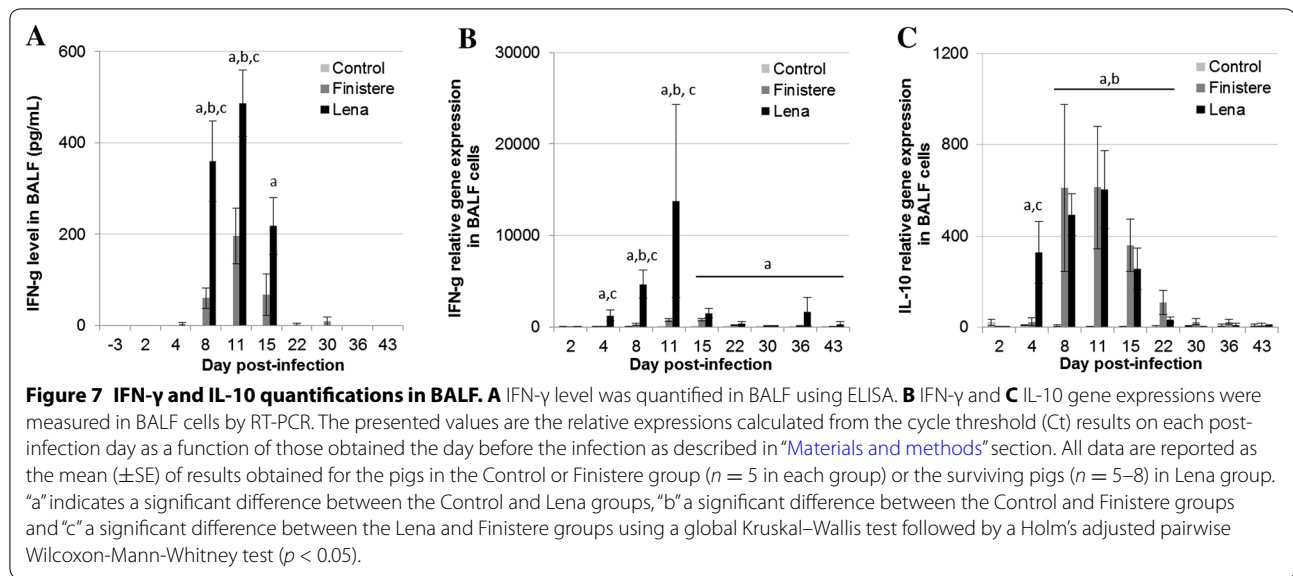 A
IFN-g level in BALF (pg/mL)
600
400
200
0
a,b,c
a,b,c
a
Control
Finistere
Lena
-3 2 4 8 11 15 22 30 36 43
Day post-infection
B
IFN-g relative gene expression
in BALF cells
30000
20000
10000
0
a,c
a,b,c
a,b, c
a
Control
Finistere
Lena
2 4 8 11 15 22 30 36 43
Day post-infection
C
IL-10 relative gene expression
in BALF cells
1200
800
400
0
a,c
a,b
Control
Finistere
Lena
2 4 8 11 15 22 30 36 43
Day post-infection
Figure 7 IFN-γ and IL-10 quantifications in BALF. A IFN-γ level was quantified in BALF using ELISA. B IFN-γ and C IL-10 gene expressions were
measured in BALF cells by RT-PCR. The presented values are the relative expressions calculated from the cycle threshold (Ct) results on each post-
infection day as a function of those obtained the day before the infection as described in “Materials and methods” section. All data are reported as
the mean (±SE) of results obtained for the pigs in the Control or Finistere group (n = 5 in each group) or the surviving pigs (n = 5–8) in Lena group.
“a” indicates a significant difference between the Control and Lena groups, “b” a significant difference between the Control and Finistere groups
and “c” a significant difference between the Lena and Finistere groups using a global Kruskal–Wallis test followed by a Holm’s adjusted pairwise
Wilcoxon-Mann-Whitney test (p < 0.05).